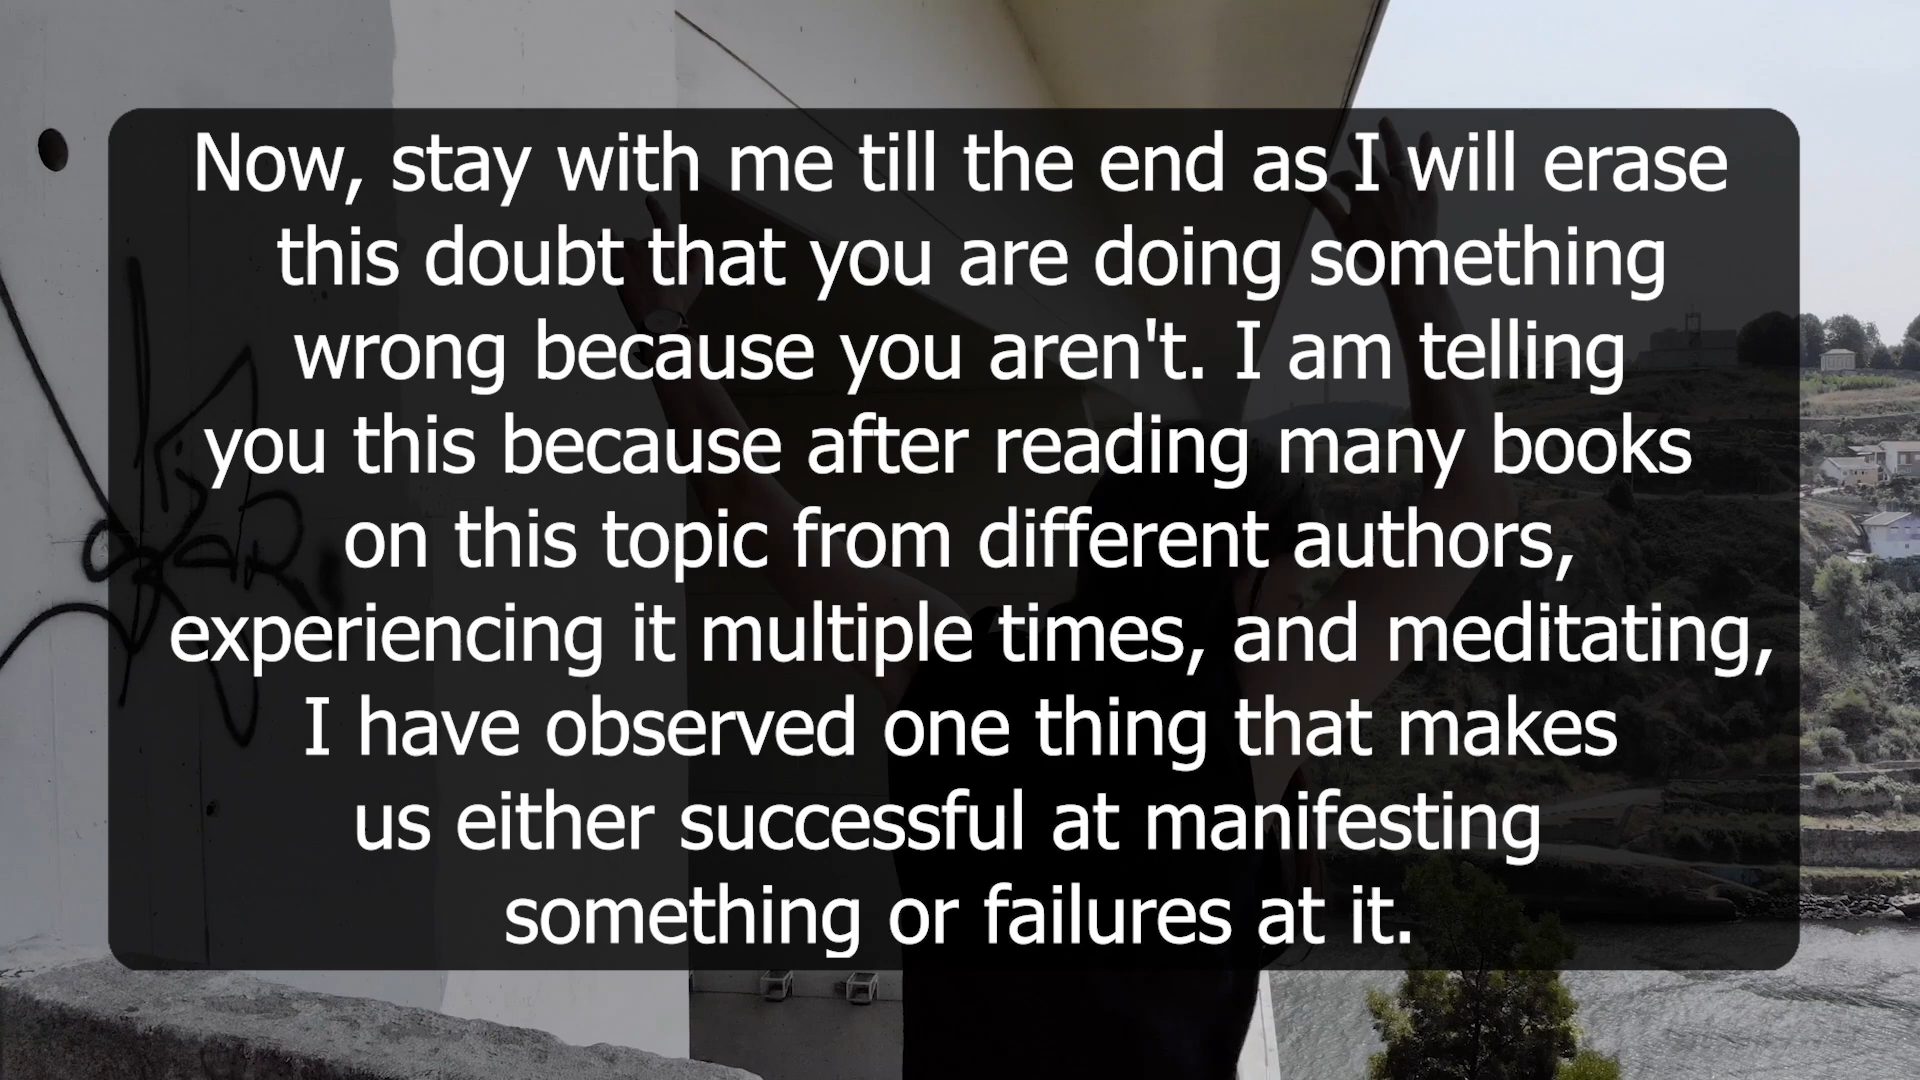 Now, stay with me till the end as I will erase
this doubt that you are doing something
wrong because you aren't. I am telling
you this because after reading many books
on this topic from different authors,
experiencing it multiple times, and meditating,
I have observed one thing that makes
us either successful at manifesting
something or failures at it.